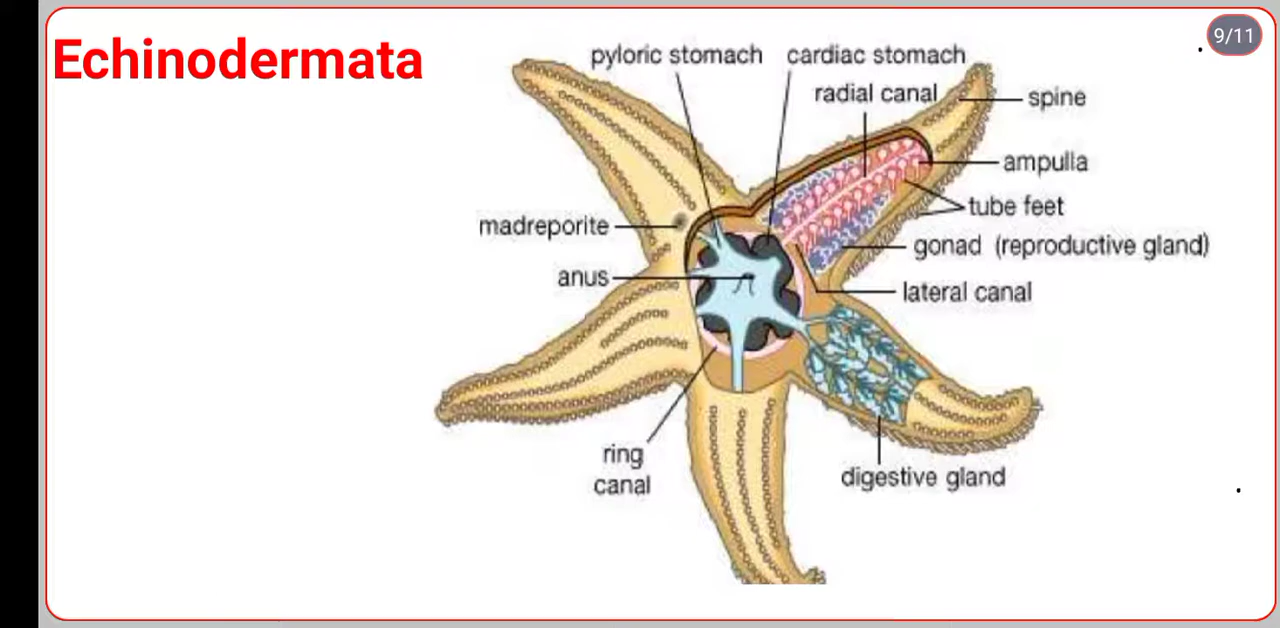 Echinodermata
9/11
pyloric stomach
cardiac stomach
radial canal
spine
ampulla
tube feet
madreporite
gonad (reproductive gland)
anus
lateral canal
ring
canal
digestive gland